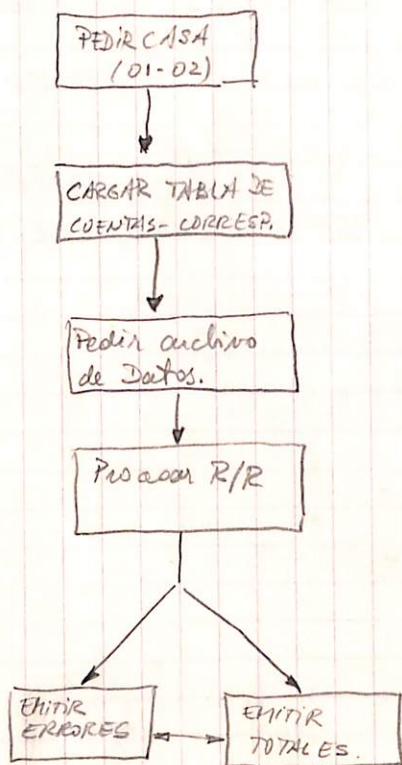 PEDIR CASA
(01-02)
CARGAR TABLA DE
CUENTAS-CORRESP.
Pedir archivo
de Datos.
Procesar R/R
EMITIR
ERRORES
EMITIR
TOTALES.